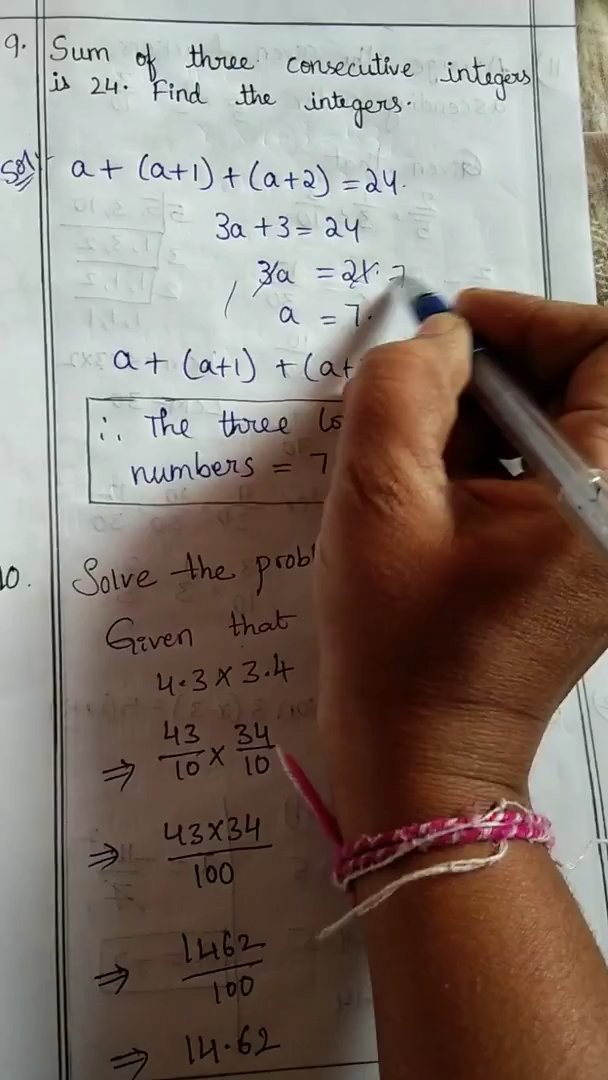 9. Sum of three consecutive integers
is 24. Find the integers.
Sol:- a + (a+1) + (a+2) = 24.
3a + 3 = 24
3a = 21. 7
a = 7.
a + (a+1) + (a+
∴ The three
numbers = 7
10. Solve the
Given that
4.3 × 3.4
⇒ 43/10 × 34/10
⇒ 43×34/100
⇒ 1462/100
⇒ 14.62